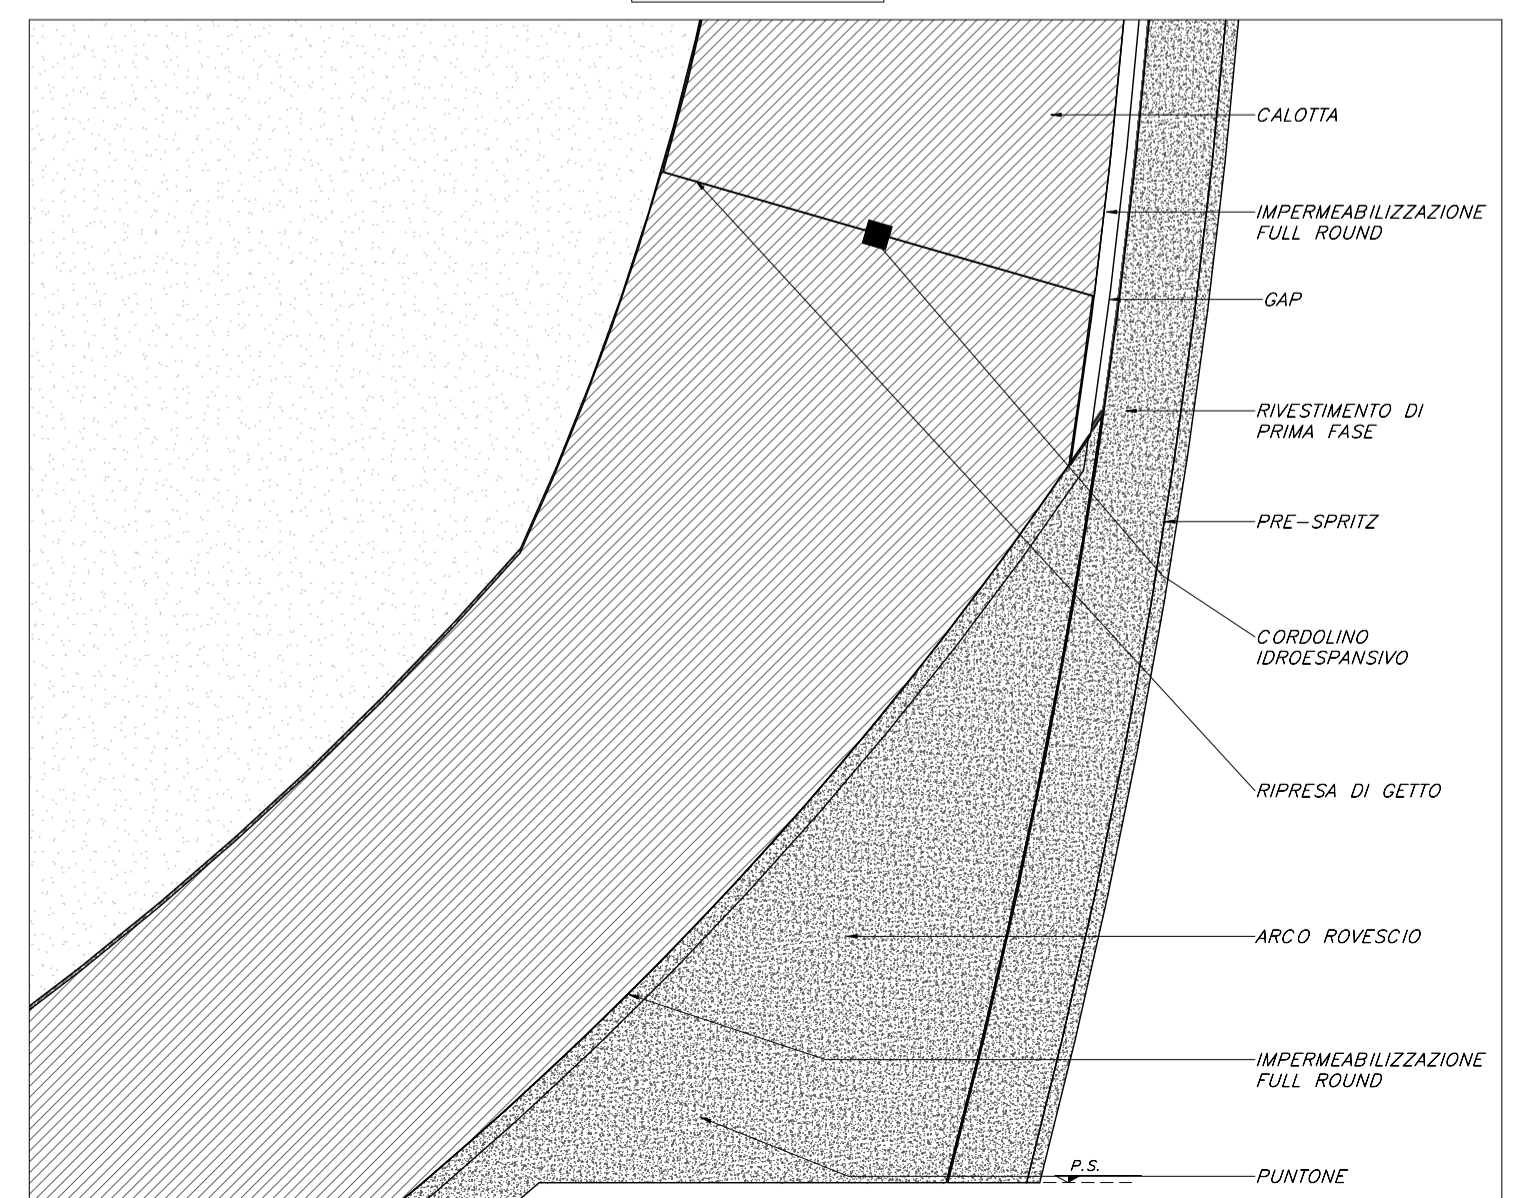 CALOTTA
IMPERMEABILIZZAZIONE
FULL ROUND
GAP
RIVESTIMENTO DI
PRIMA FASE
PRE-SPRITZ
CORDOLINO
IDROESPANSIVO
RIPRESA DI GETTO
ARCO ROVESCIO
IMPERMEABILIZZAZIONE
FULL ROUND
P.S.
PUNTONE